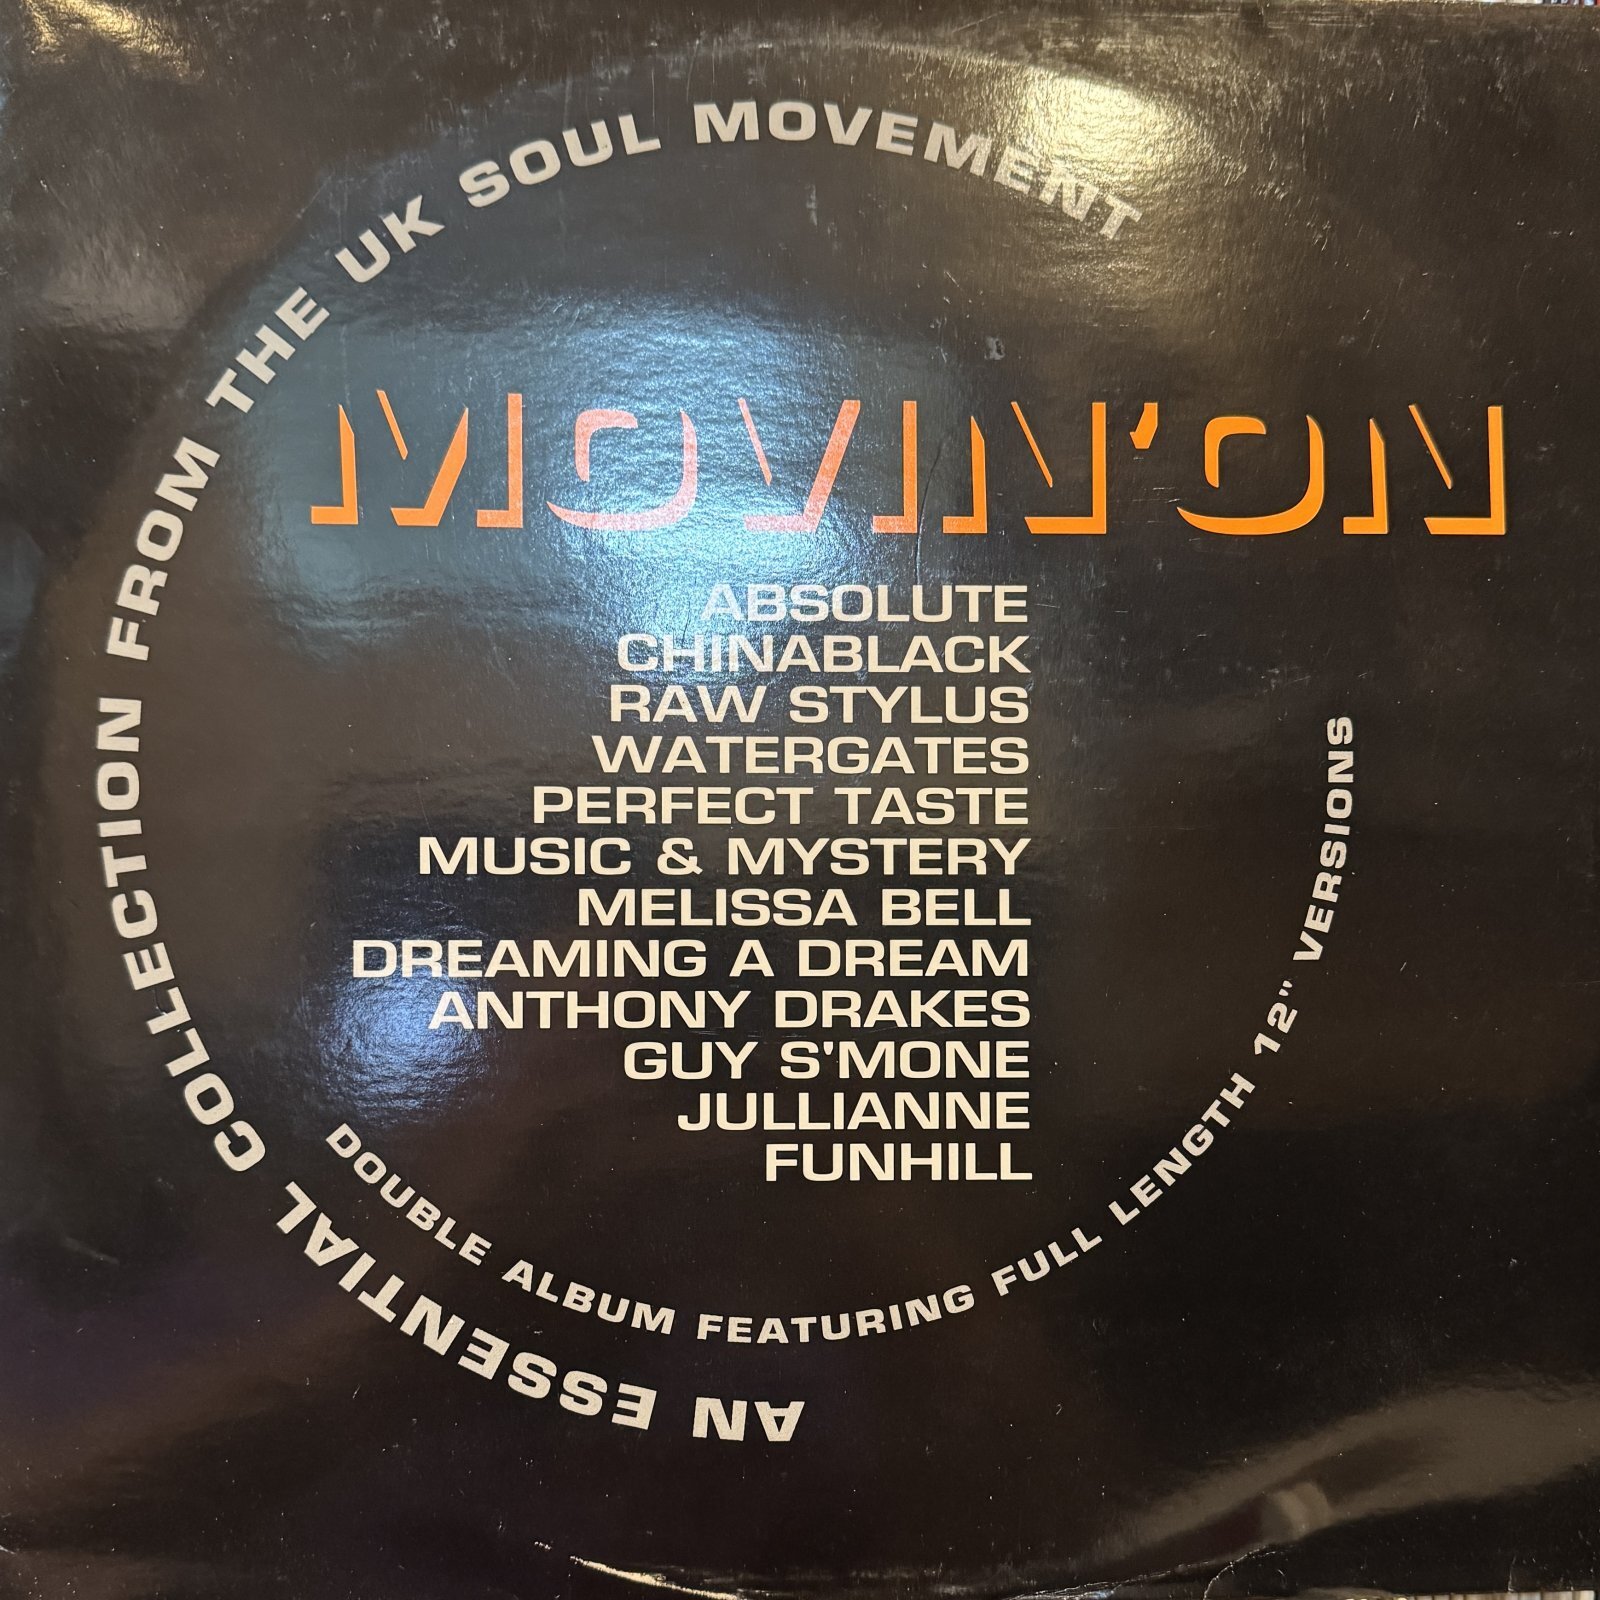 AN ESSENTIAL COLLECTION FROM THE UK SOUL MOVEMENT
MOVIN'ON
ABSOLUTE
CHINABLACK
RAW STYLUS
WATERGATES
PERFECT TASTE
MUSIC & MYSTERY
MELISSA BELL
DREAMING A DREAM
ANTHONY DRAKES
GUY S'MONE
JULLIANNE
FUNHILL
DOUBLE ALBUM FEATURING FULL LENGTH 12" VERSIONS